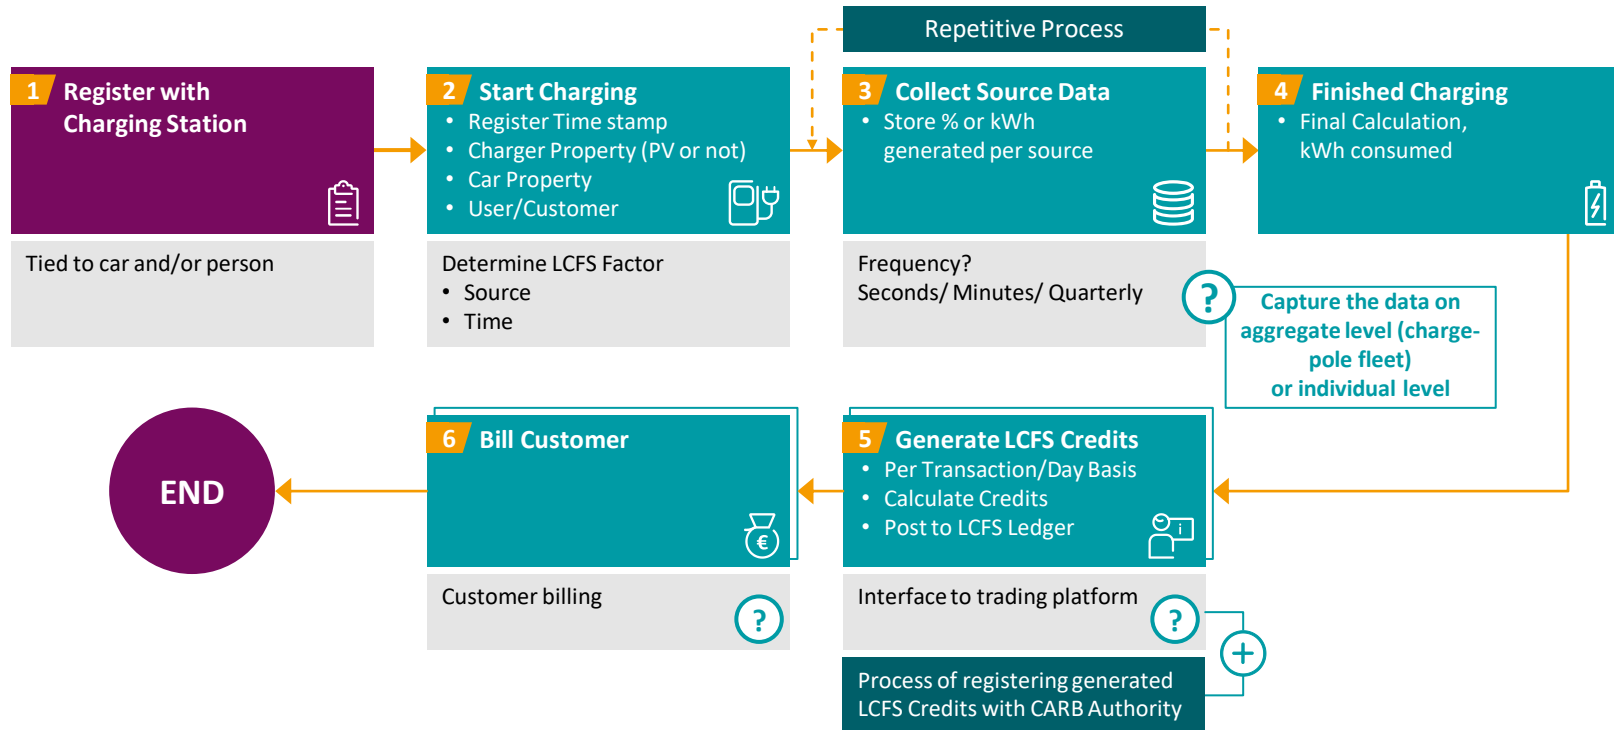 Repetitive Process
1 Register with
Charging Station
Tied to car and/or person
2 Start Charging
• Register Time stamp
• Charger Property (PV or not)
• Car Property
• User/Customer
Determine LCFS Factor
• Source
• Time
3 Collect Source Data
• Store % or kWh
generated per source
Frequency?
Seconds/ Minutes/ Quarterly
4 Finished Charging
• Final Calculation,
kWh consumed
?
Capture the data on
aggregate level (charge-
pole fleet)
or individual level
5 Generate LCFS Credits
• Per Transaction/Day Basis
• Calculate Credits
• Post to LCFS Ledger
i
Interface to trading platform
?
+
Process of registering generated
LCFS Credits with CARB Authority
6 Bill Customer
€
Customer billing
?
END